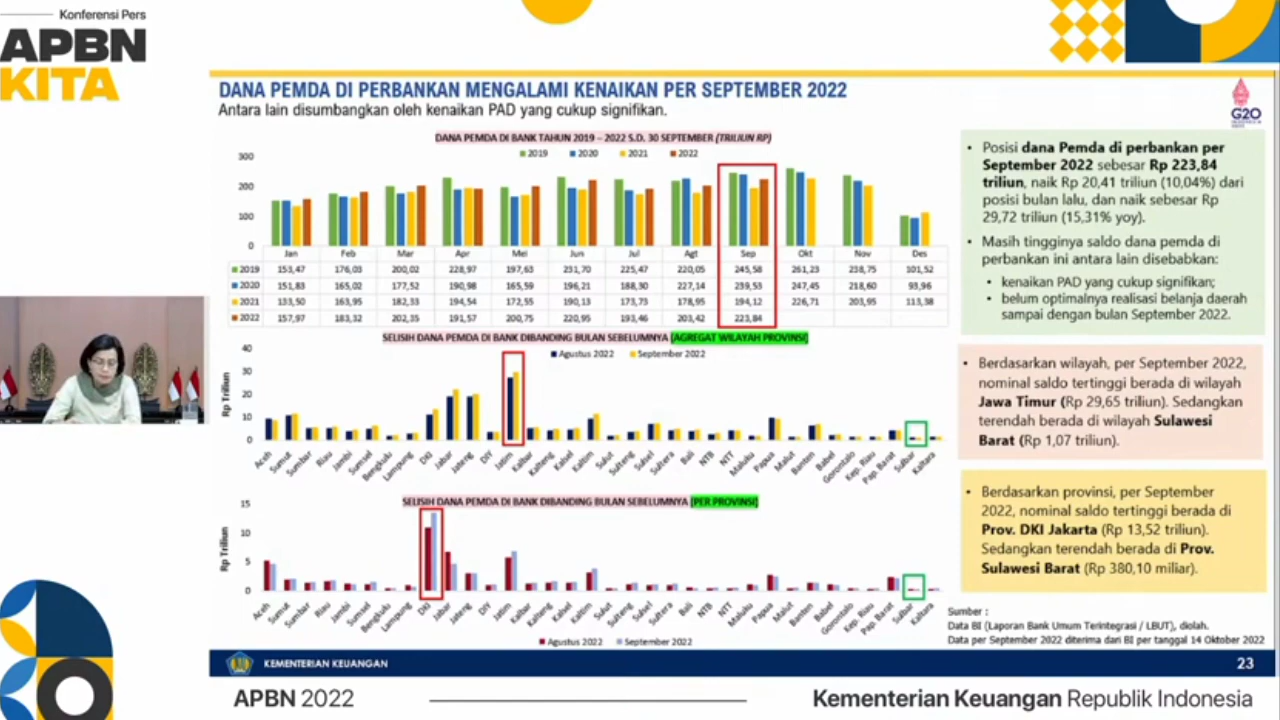 Konferensi Pers
APBN
KITA
DANA PEMDA DI PERBANKAN MENGALAMI KENAIKAN PER SEPTEMBER 2022
Antara lain disumbangkan oleh kenaikan PAD yang cukup signifikan.
G20
DANA PEMDA DI BANK TAHUN 2019 – 2022 S.D. 30 SEPTEMBER (TRILIUN RP)
2019 2020 2021 2022
300
200
100
0
Jan Feb Mar Apr Mei Jun Jul Agt Sep Okt Nov Des
2019 153,47 176,03 200,02 228,97 197,63 231,70 225,47 220,05 245,58 261,23 238,75 101,52
2020 151,83 165,02 177,52 190,98 165,59 196,21 188,30 227,14 239,53 247,45 218,60 93,96
2021 133,50 163,95 182,33 194,54 172,55 190,13 173,73 178,95 194,12 226,71 203,95 113,38
2022 157,97 183,32 202,35 191,57 200,75 220,95 193,46 203,42 223,84
SELISIH DANA PEMDA DI BANK DIBANDING BULAN SEBELUMNYA (AGREGAT WILAYAH PROVINSI)
Agustus 2022 September 2022
Rp Triliun
40
30
20
10
0
Aceh Sumut Sumbar Riau Jambi Sumsel Bengkulu Lampung DKI Jabar Jateng DIY Jatim Kalbar Kalteng Kalsel Kaltim Sulut Sulteng Sulsel Sultera Bali NTB NTT Maluku Papua Malut Banten Babel Gorontalo Kep. Riau Pap. Barat Sulbar Kaltara
SELISIH DANA PEMDA DI BANK DIBANDING BULAN SEBELUMNYA (PER PROVINSI)
Rp Triliun
15
10
5
0
Aceh Sumut Sumbar Riau Jambi Sumsel Bengkulu Lampung DKI Jabar Jateng DIY Jatim Kalbar Kalteng Kalsel Kaltim Sulut Sulteng Sulsel Sultera Bali NTB NTT Maluku Papua Malut Banten Babel Gorontalo Kep. Riau Pap. Barat Sulbar Kaltara
Agustus 2022 September 2022
• Posisi dana Pemda di perbankan per
September 2022 sebesar Rp 223,84
triliun, naik Rp 20,41 triliun (10,04%) dari
posisi bulan lalu, dan naik sebesar Rp
29,72 triliun (15,31% yoy).
• Masih tingginya saldo dana pemda di
perbankan ini antara lain disebabkan:
• kenaikan PAD yang cukup signifikan;
• belum optimalnya realisasi belanja daerah
sampai dengan bulan September 2022.
• Berdasarkan wilayah, per September 2022,
nominal saldo tertinggi berada di wilayah
Jawa Timur (Rp 29,65 triliun). Sedangkan
terendah berada di wilayah Sulawesi
Barat (Rp 1,07 triliun).
• Berdasarkan provinsi, per September
2022, nominal saldo tertinggi berada di
Prov. DKI Jakarta (Rp 13,52 triliun).
Sedangkan terendah berada di Prov.
Sulawesi Barat (Rp 380,10 miliar).
Sumber :
Data BI (Laporan Bank Umum Terintegrasi / LBUT), diolah.
Data per September 2022 diterima dari BI per tanggal 14 Oktober 2022
KEMENTERIAN KEUANGAN
23
APBN 2022
Kementerian Keuangan Republik Indonesia